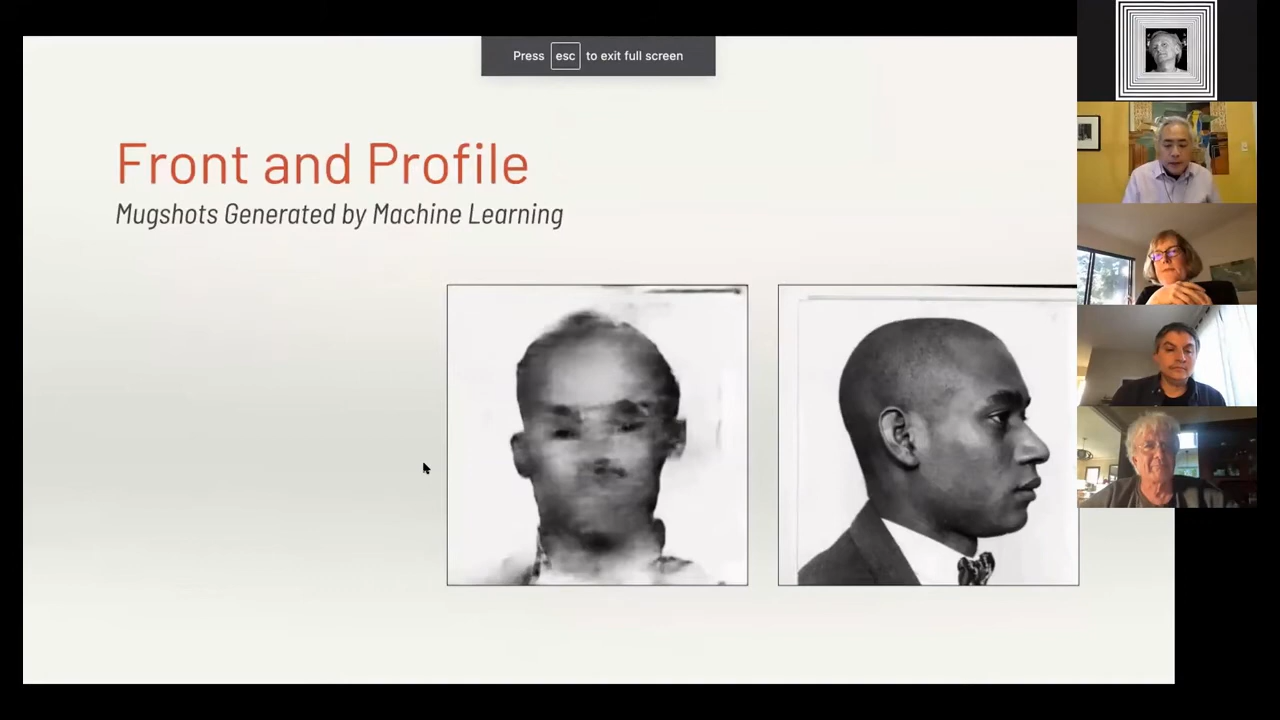 Press esc to exit full screen
Front and Profile
Mugshots Generated by Machine Learning